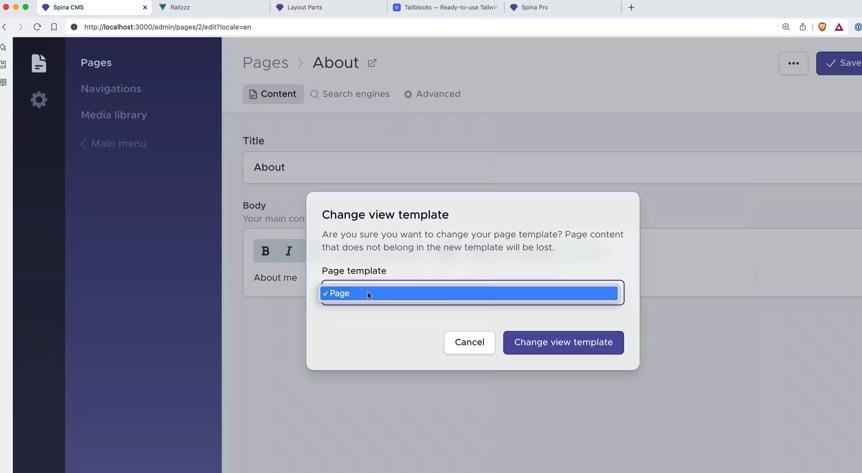 Spina CMS
Railzzz
Layout Parts
Tailblocks — Ready-to-use Tailwin
Spina Pro
http://localhost:3000/admin/pages/2/edit?locale=en
Pages
Navigations
Media library
Main menu
Pages > About
Save
Content
Search engines
Advanced
Title
About
Body
Your main con
B I
About me
Change view template
Are you sure you want to change your page template? Page content
that does not belong in the new template will be lost.
Page template
✓ Page
Cancel
Change view template